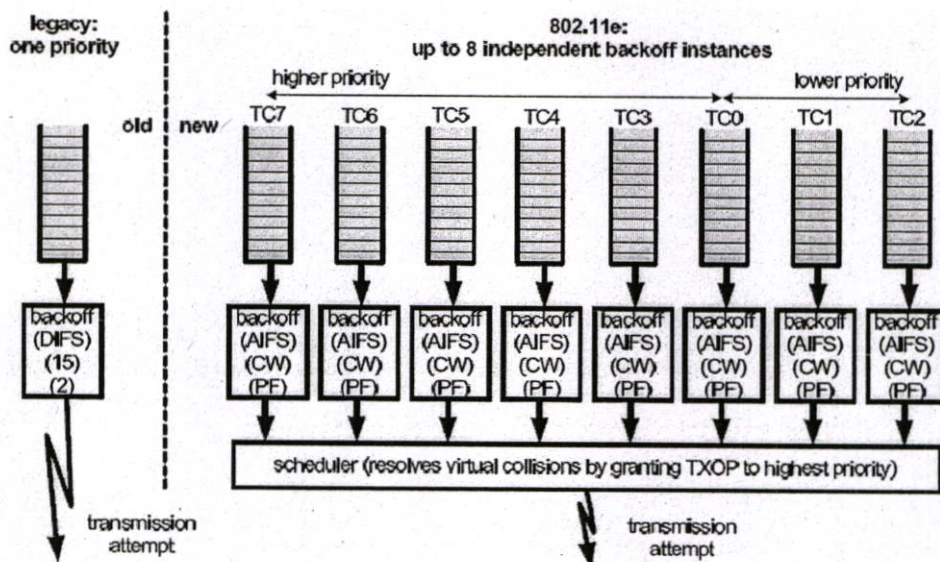 legacy:
one priority
802.11e:
up to 8 independent backoff instances
higher priority
lower priority
old
new
TC7
TC6
TC5
TC4
TC3
TC0
TC1
TC2
backoff
(DIFS)
(15)
(2)
backoff
(AIFS)
(CW)
(PF)
backoff
(AIFS)
(CW)
(PF)
backoff
(AIFS)
(CW)
(PF)
backoff
(AIFS)
(CW)
(PF)
backoff
(AIFS)
(CW)
(PF)
backoff
(AIFS)
(CW)
(PF)
backoff
(AIFS)
(CW)
(PF)
backoff
(AIFS)
(CW)
(PF)
scheduler (resolves virtual collisions by granting TXOP to highest priority)
transmission
attempt
transmission
attempt